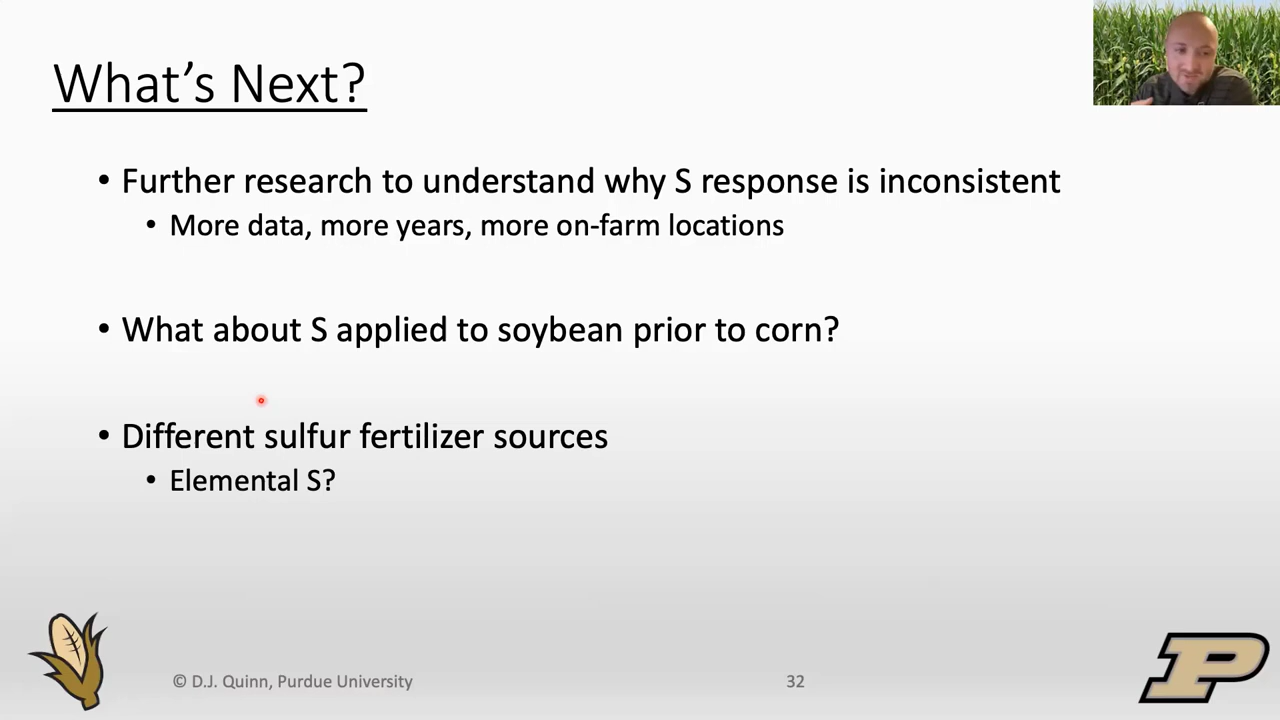 What's Next?
• Further research to understand why S response is inconsistent
• More data, more years, more on-farm locations
• What about S applied to soybean prior to corn?
• Different sulfur fertilizer sources
• Elemental S?
© D.J. Quinn, Purdue University
32
P